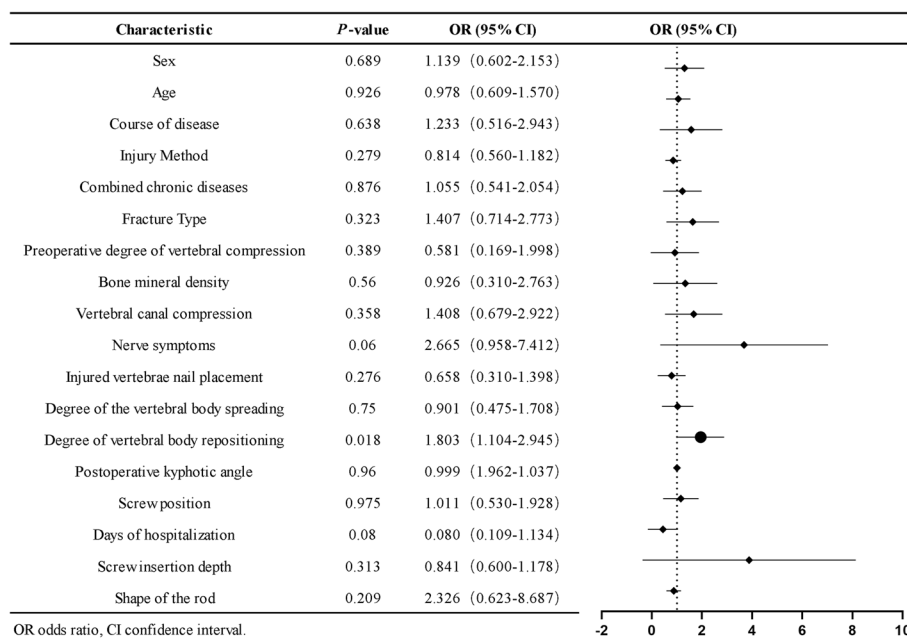 Characteristic P-value OR (95% CI) OR (95% CI)
Sex 0.689 1.139 (0.602-2.153)
Age 0.926 0.978 (0.609-1.570)
Course of disease 0.638 1.233 (0.516-2.943)
Injury Method 0.279 0.814 (0.560-1.182)
Combined chronic diseases 0.876 1.055 (0.541-2.054)
Fracture Type 0.323 1.407 (0.714-2.773)
Preoperative degree of vertebral compression 0.389 0.581 (0.169-1.998)
Bone mineral density 0.56 0.926 (0.310-2.763)
Vertebral canal compression 0.358 1.408 (0.679-2.922)
Nerve symptoms 0.06 2.665 (0.958-7.412)
Injured vertebrae nail placement 0.276 0.658 (0.310-1.398)
Degree of the vertebral body spreading 0.75 0.901 (0.475-1.708)
Degree of vertebral body repositioning 0.018 1.803 (1.104-2.945)
Postoperative kyphotic angle 0.96 0.999 (1.962-1.037)
Screw position 0.975 1.011 (0.530-1.928)
Days of hospitalization 0.08 0.080 (0.109-1.134)
Screw insertion depth 0.313 0.841 (0.600-1.178)
Shape of the rod 0.209 2.326 (0.623-8.687)
-2 0 2 4 6 8 10
OR odds ratio, CI confidence interval.